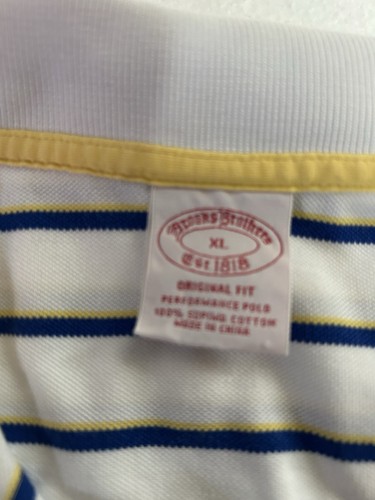 Brooks Brothers
XL
Est 1818
ORIGINAL FIT
PERFORMANCE POLO
100% SUPIMA COTTON
MADE IN CHINA